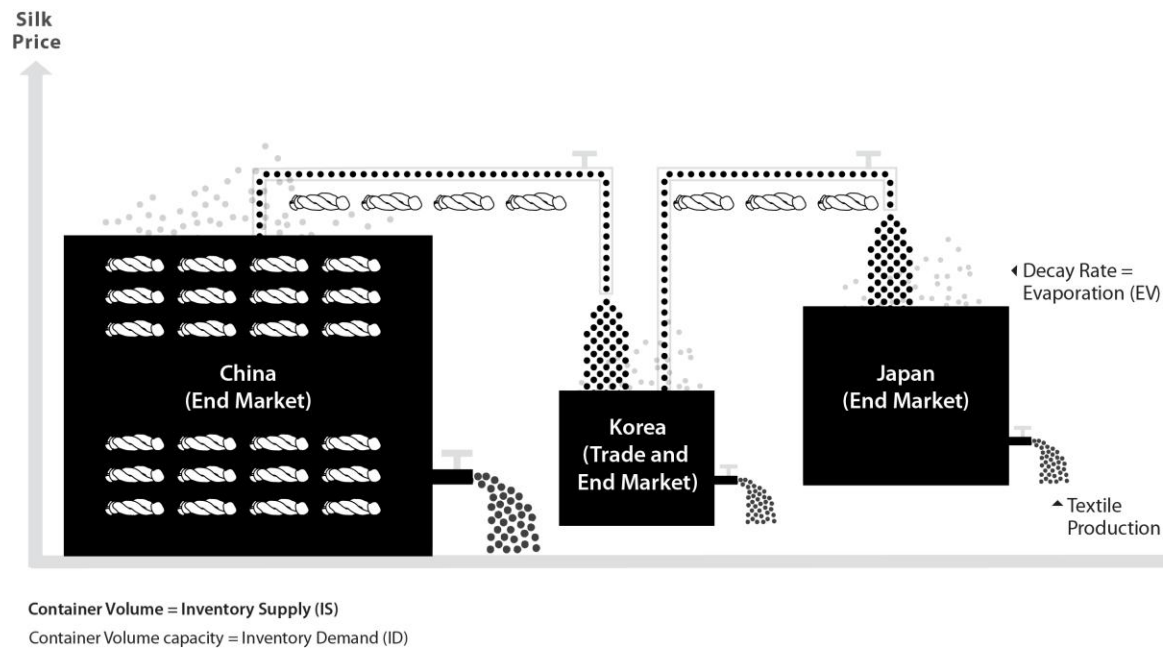 Silk
Price
China
(End Market)
Korea
(Trade and
End Market)
Japan
(End Market)
Decay Rate =
Evaporation (EV)
Textile
Production
Container Volume = Inventory Supply (IS)
Container Volume capacity = Inventory Demand (ID)